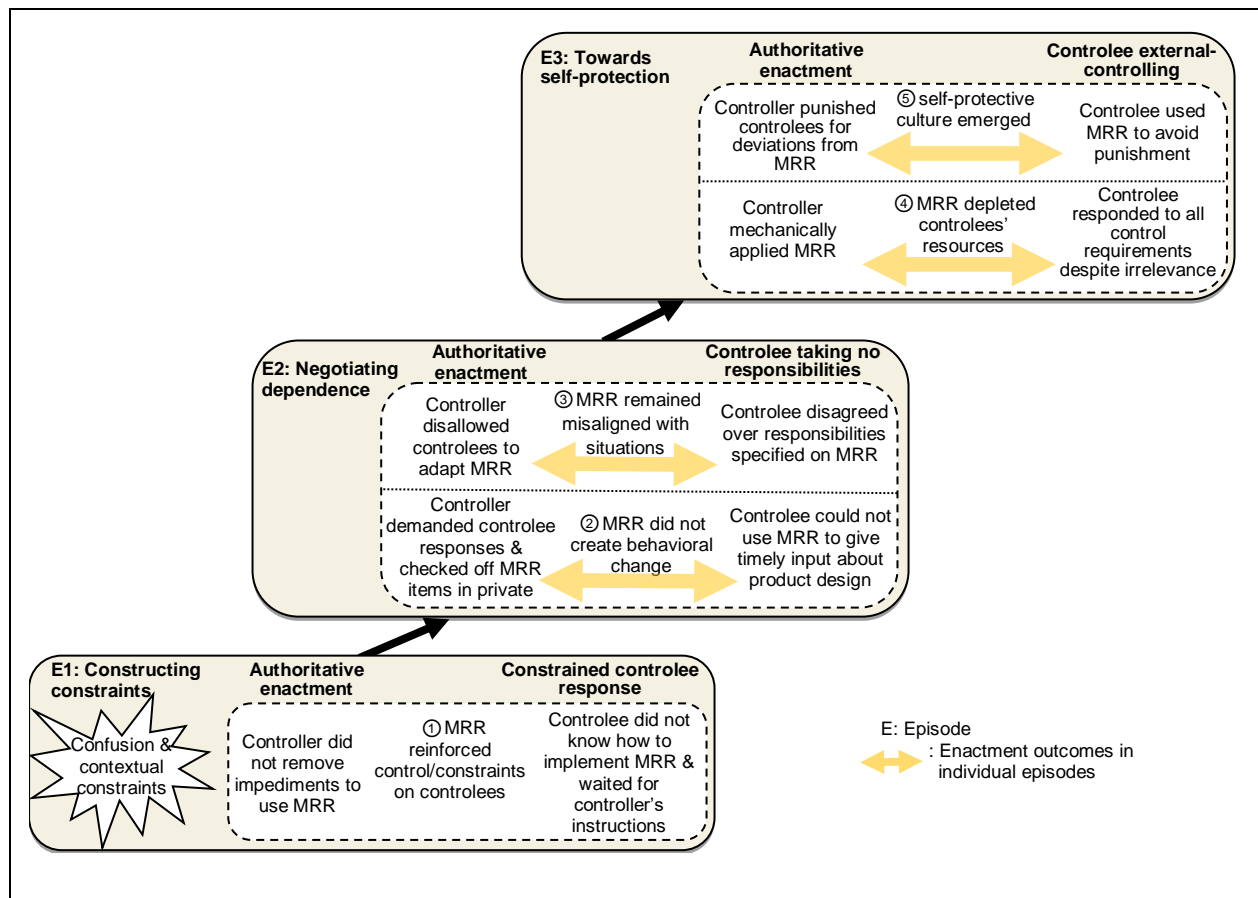 E3: Towards
self-protection
Authoritative
enactment
Controlee external-
controlling
Controller punished
controlees for
deviations from
MRR
⑤ self-protective
culture emerged
Controlee used
MRR to avoid
punishment
Controller
mechanically
applied MRR
④ MRR depleted
controlees'
resources
Controlee
responded to all
control
requirements
despite irrelevance
E2: Negotiating
dependence
Authoritative
enactment
Controlee taking no
responsibilities
Controller
disallowed
controlees to
adapt MRR
③ MRR remained
misaligned with
situations
Controlee disagreed
over responsibilities
specified on MRR
Controller
demanded controlee
responses &
checked off MRR
items in private
② MRR did not
create behavioral
change
Controlee could not
use MRR to give
timely input about
product design
E1: Constructing
constraints
Authoritative
enactment
Constrained controlee
response
Confusion &
contextual
constraints
Controller did
not remove
impediments to
use MRR
① MRR
reinforced
control/constraints
on controlees
Controlee did not
know how to
implement MRR &
waited for
controller's
instructions
E: Episode
: Enactment outcomes in
individual episodes